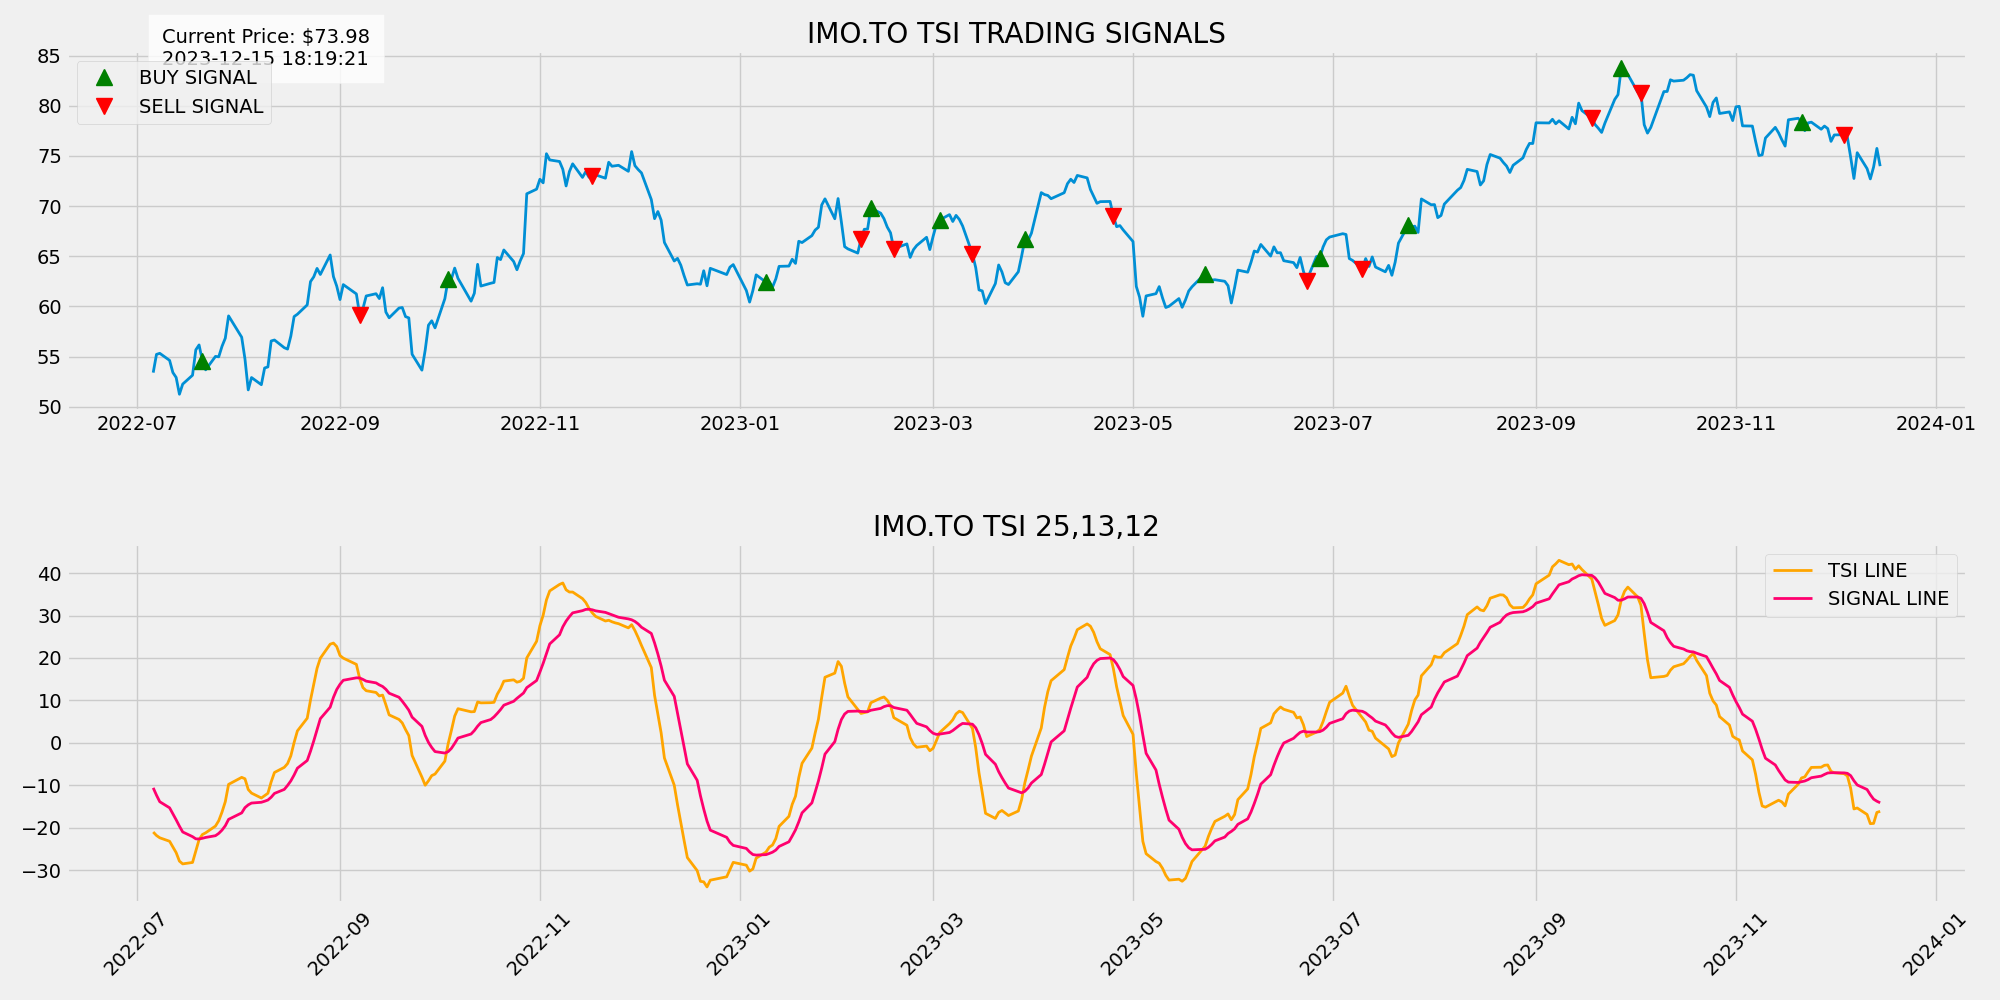 IMO.TO TSI TRADING SIGNALS
Current Price: $73.98
2023-12-15 18:19:21
BUY SIGNAL
SELL SIGNAL
85
80
75
70
65
60
55
50
2022-07 2022-09 2022-11 2023-01 2023-03 2023-05 2023-07 2023-09 2023-11 2024-01
IMO.TO TSI 25,13,12
TSI LINE
SIGNAL LINE
40
30
20
10
0
−10
−20
−30
2022-07 2022-09 2022-11 2023-01 2023-03 2023-05 2023-07 2023-09 2023-11 2024-01